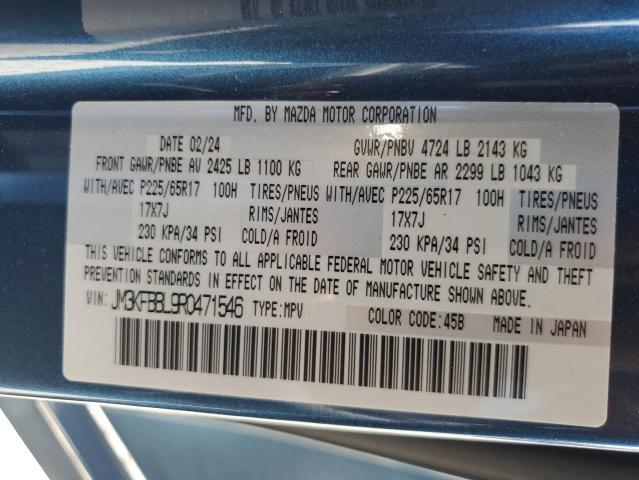 MFD. BY MAZDA MOTOR CORPORATION
DATE 02/24 GVWR/PNBV 4724 LB 2143 KG
FRONT GAWR/PNBE AV 2425 LB 1100 KG REAR GAWR/PNBE AR 2299 LB 1043 KG
WITH/AVEC P225/65R17 100H TIRES/PNEUS WITH/AVEC P225/65R17 100H TIRES/PNEUS
17X7J RIMS/JANTES 17X7J RIMS/JANTES
230 KPA/34 PSI COLD/A FROID 230 KPA/34 PSI COLD/A FROID
THIS VEHICLE CONFORMS TO ALL APPLICABLE FEDERAL MOTOR VEHICLE SAFETY AND THEFT
PREVENTION STANDARDS IN EFFECT ON THE DATE OF MANUFACTURE SHOWN ABOVE.
VIN: JM3KFBBL9R0471546 TYPE: MPV COLOR CODE: 45B MADE IN JAPAN